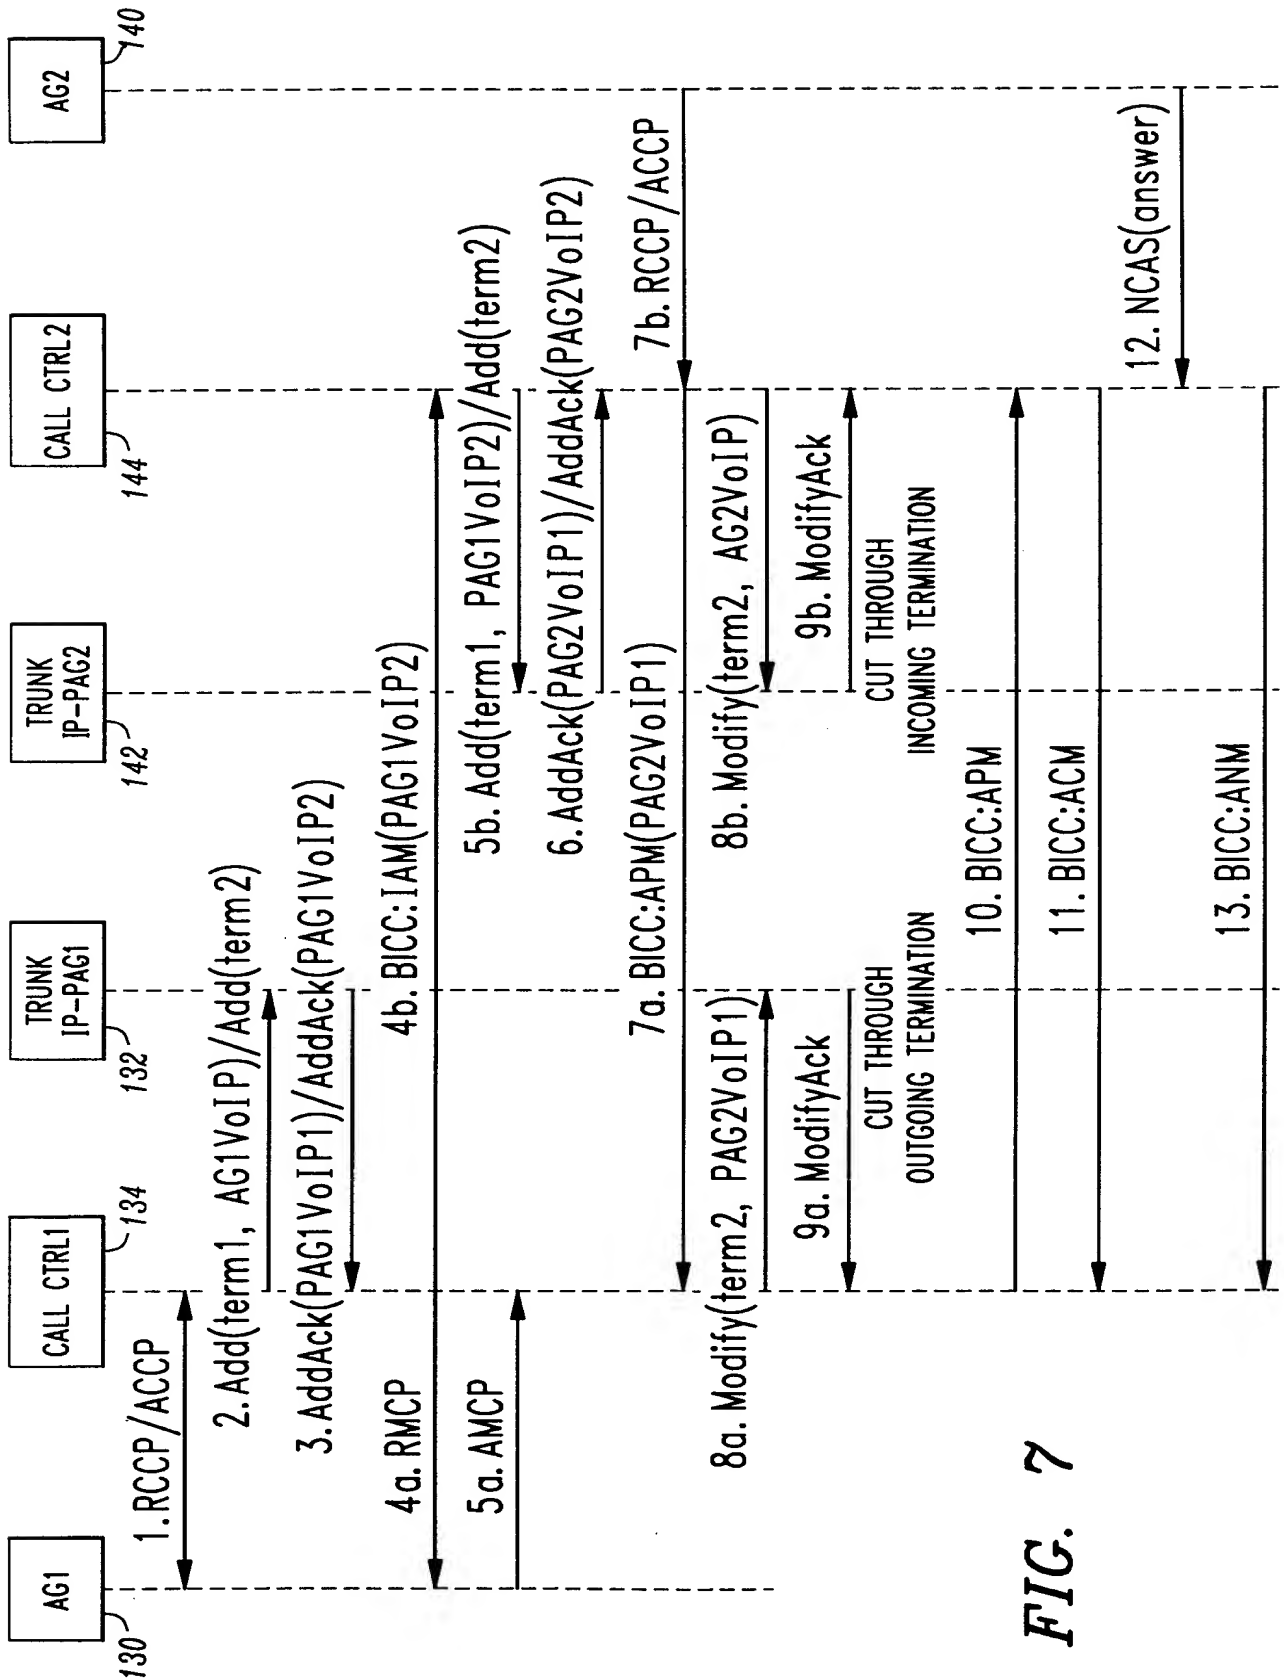 AG1
130
CALL CTRL1
134
TRUNK
IP-PAG1
132
TRUNK
IP-PAG2
142
CALL CTRL2
144
AG2
140
1.RCCP/ACCP
2.Add(term1, AG1VoIP)/Add(term2)
3.AddAck(PAG1VoIP1)/AddAck(PAG1VoIP2)
4a. RMCP
4b. BICC:IAM(PAG1VoIP2)
5a. AMCP
5b. Add(term1, PAG1VoIP2)/Add(term2)
6. AddAck(PAG2VoIP1)/AddAck(PAG2VoIP2)
7a. BICC:APM(PAG2VoIP1)
7b. RCCP/ACCP
8a. Modify(term2, PAG2VoIP1)
8b. Modify(term2, AG2VoIP)
9a. ModifyAck
9b. ModifyAck
CUT THROUGH
OUTGOING TERMINATION
CUT THROUGH
INCOMING TERMINATION
10. BICC:APM
11. BICC:ACM
12. NCAS(answer)
13. BICC:ANM
FIG. 7